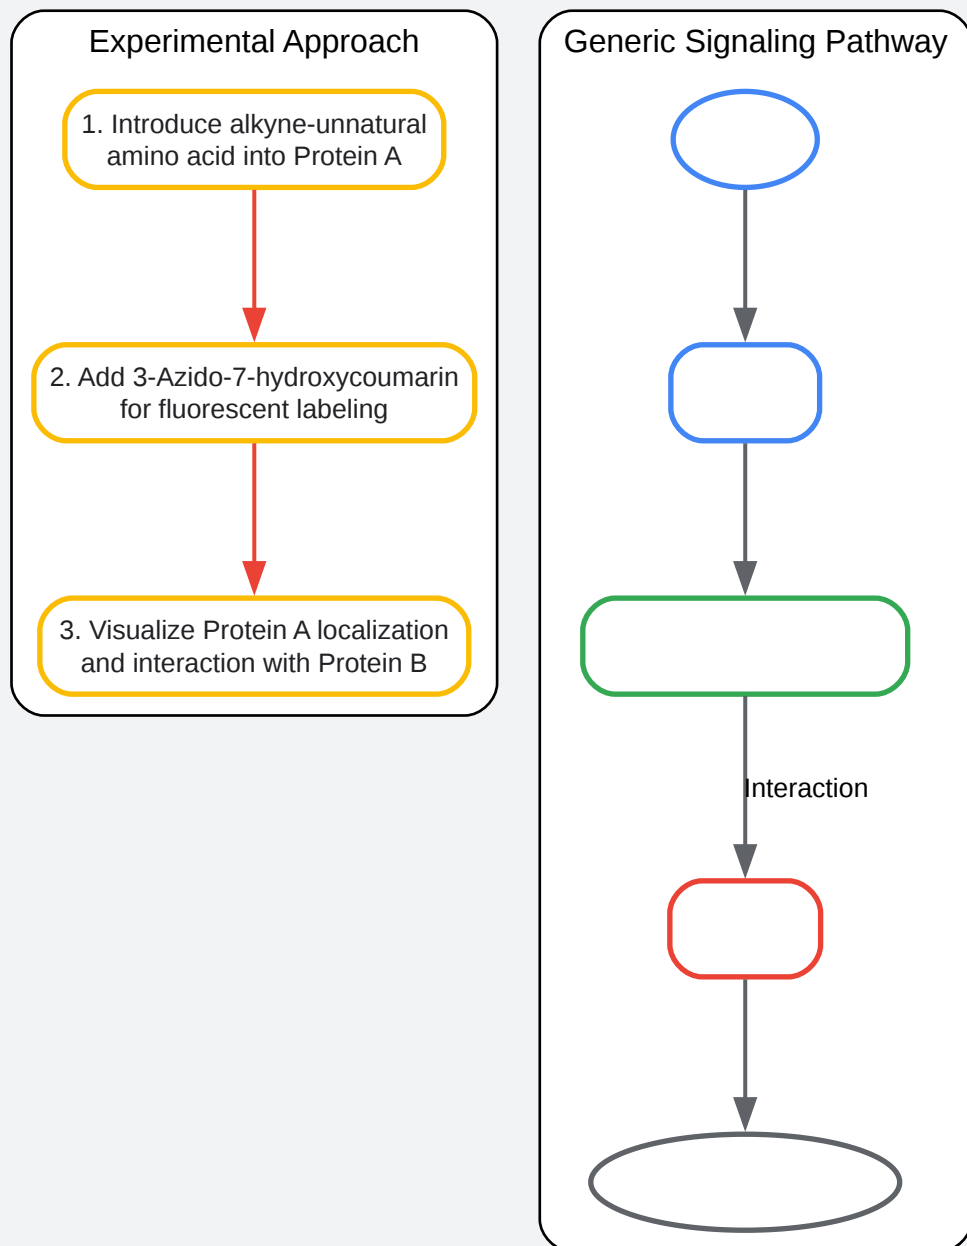 Experimental Approach
1. Introduce alkyne-unnatural
amino acid into Protein A
2. Add 3-Azido-7-hydroxycoumarin
for fluorescent labeling
3. Visualize Protein A localization
and interaction with Protein B
Generic Signaling Pathway
Interaction